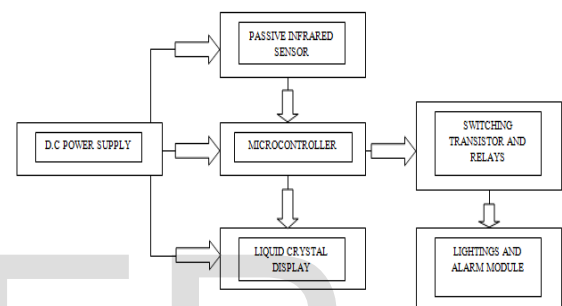 PASSIVE INFRARED
SENSOR
D.C POWER SUPPLY
MICROCONTROLLER
SWITCHING
TRANSISTOR AND
RELAYS
LIQUID CRYSTAL
DISPLAY
LIGHTINGS AND
ALARM MODULE